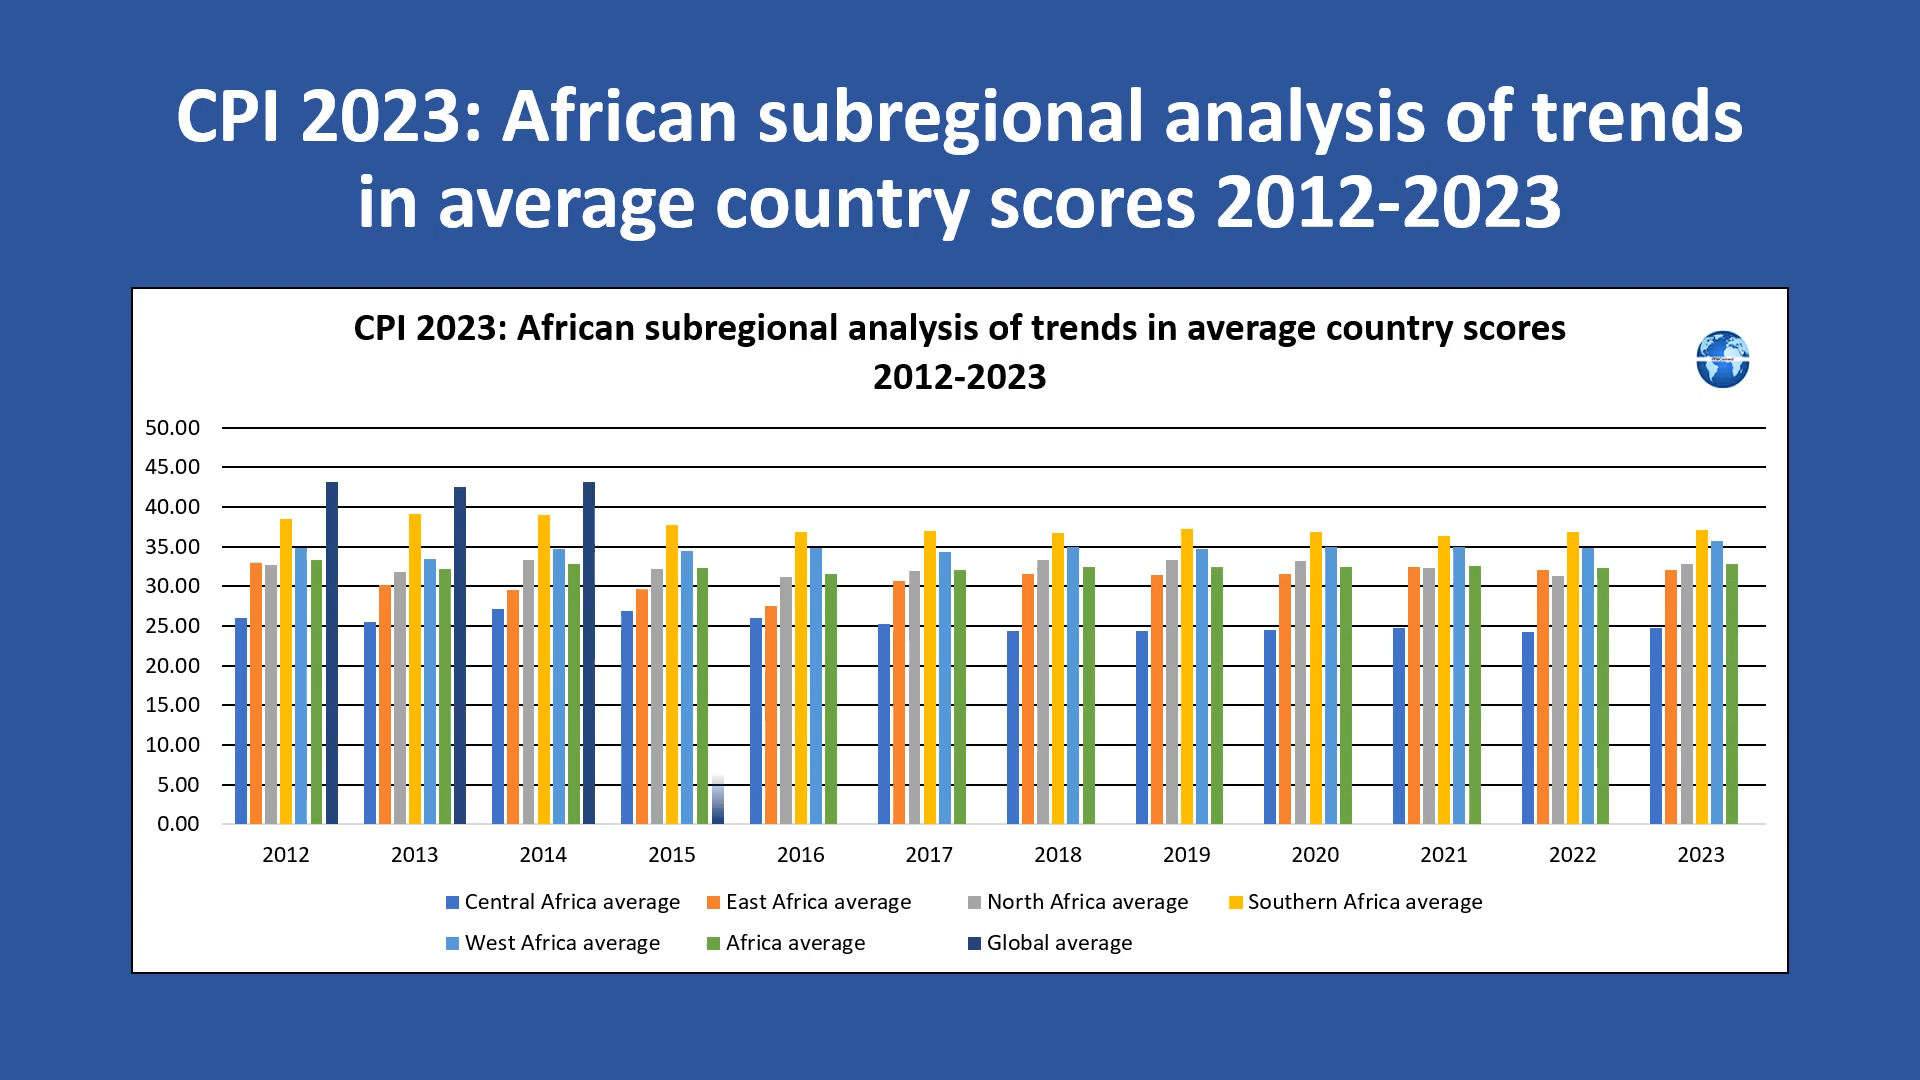 CPI 2023: African subregional analysis of trends
in average country scores 2012-2023
CPI 2023: African subregional analysis of trends in average country scores
2012-2023
50.00
45.00
40.00
35.00
30.00
25.00
20.00
15.00
10.00
5.00
0.00
2012 2013 2014 2015 2016 2017 2018 2019 2020 2021 2022 2023
Central Africa average East Africa average North Africa average Southern Africa average
West Africa average Africa average Global average